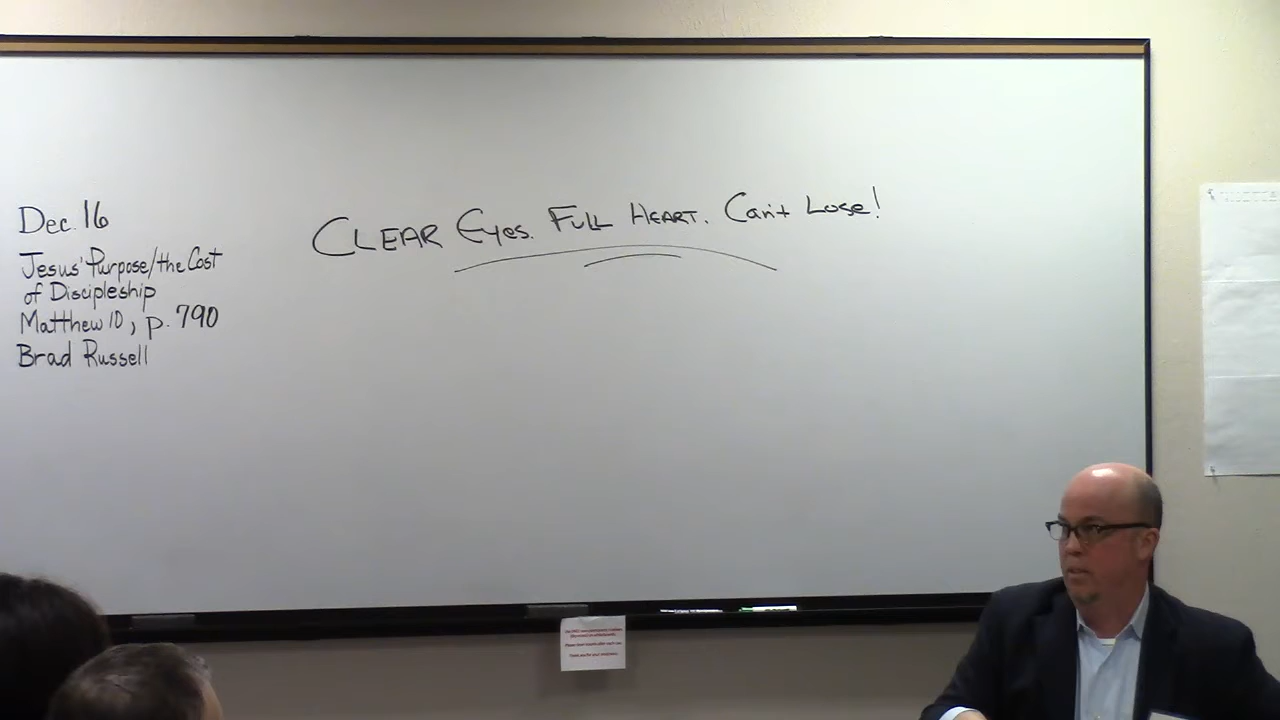 Dec. 16
Jesus' Purpose/the Cost
of Discipleship
Matthew 10, p. 790
Brad Russell
CLEAR Eyes. FULL HEART. Can't Lose!